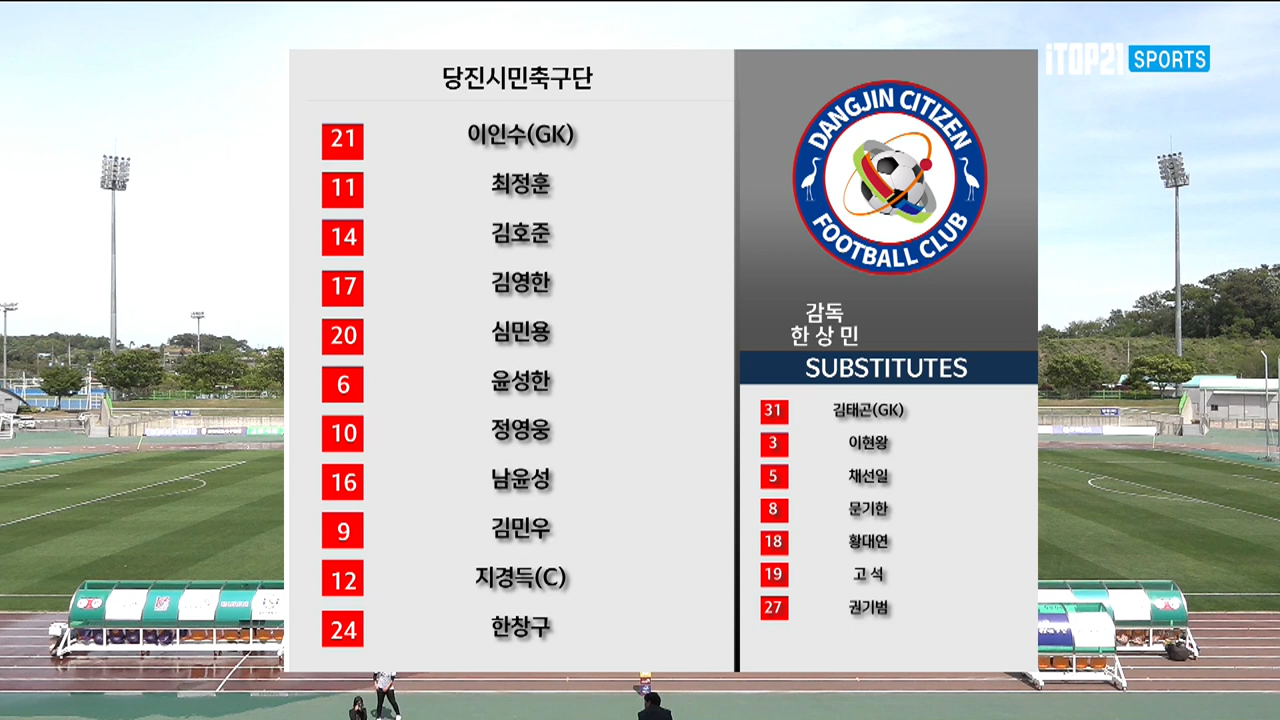 iTOP21 SPORTS
당진시민축구단
21 이인수(GK)
11 최정훈
14 김호준
17 김영한
20 심민용
6 윤성한
10 정영웅
16 남윤성
9 김민우
12 지경득(C)
24 한창구
DANGJIN CITIZEN
FOOTBALL CLUB
감독
한 상 민
SUBSTITUTES
31 김태곤(GK)
3 이현왕
5 채선일
8 문기한
18 황대연
19 고 석
27 권기범